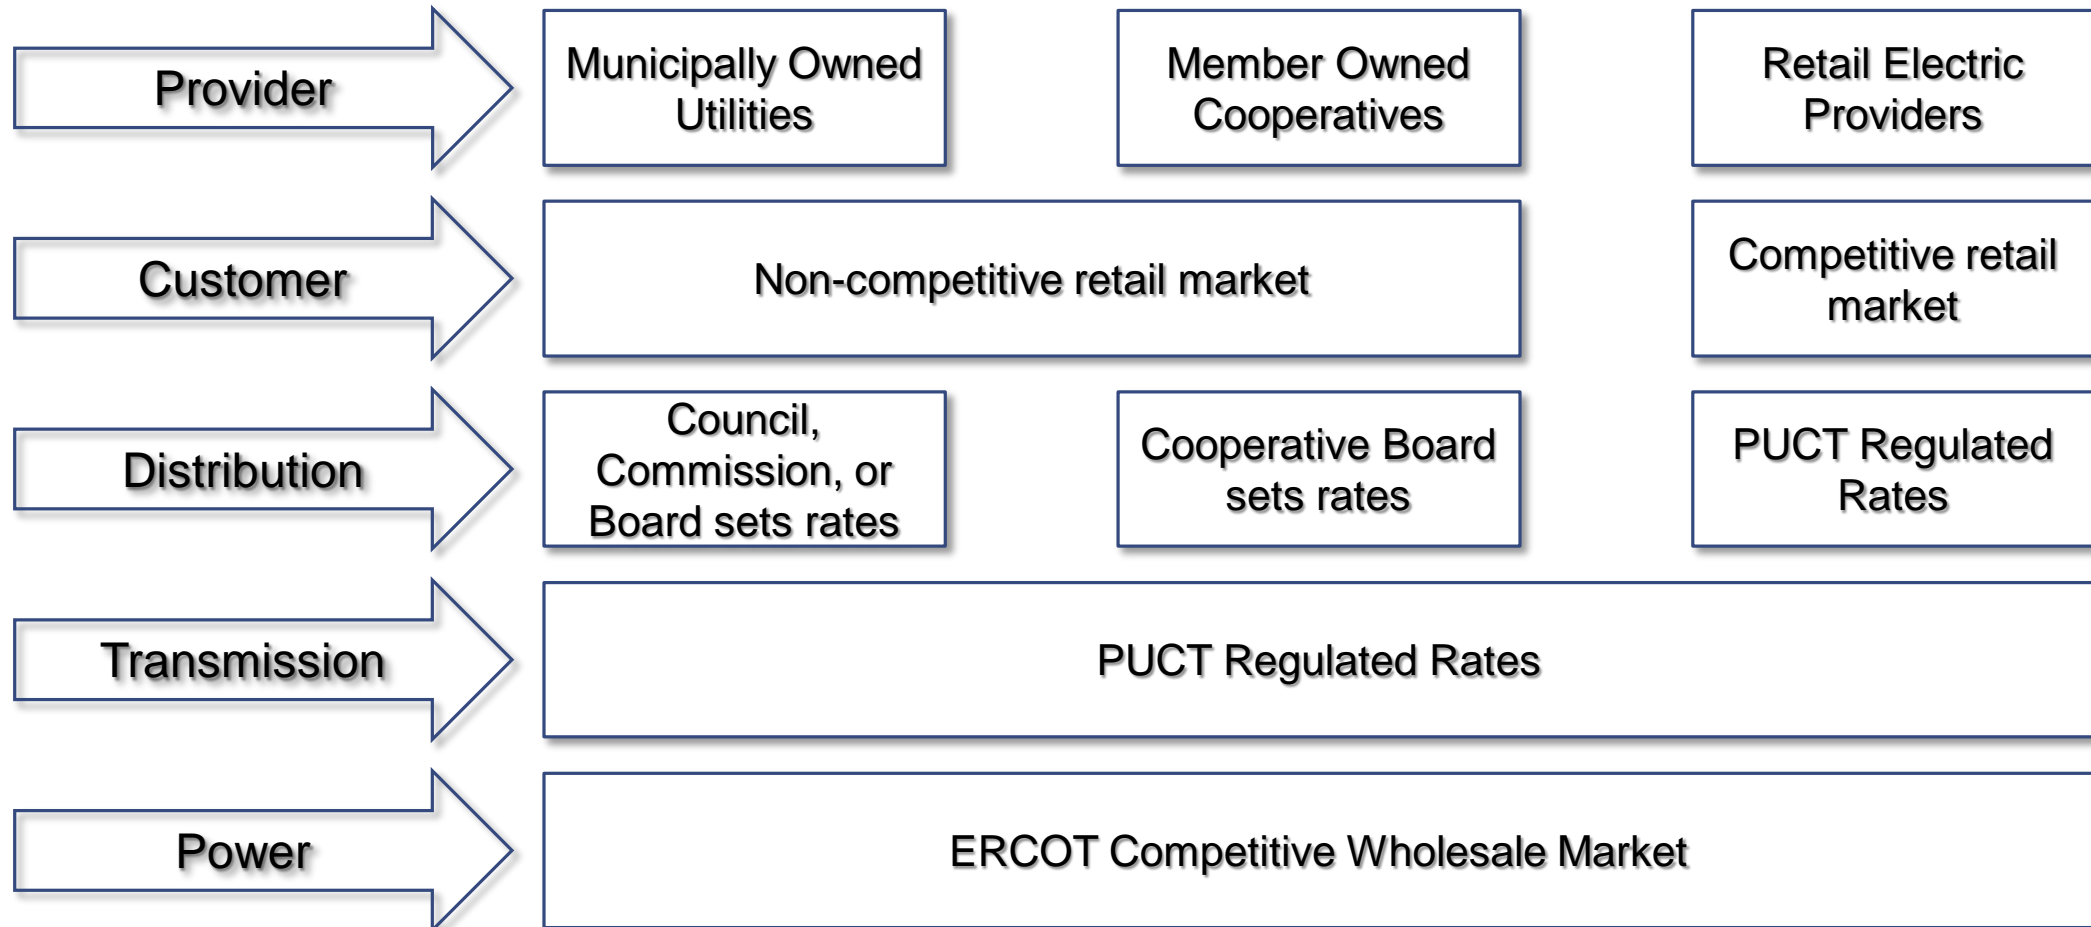 Provider
Municipally Owned
Utilities
Member Owned
Cooperatives
Retail Electric
Providers
Customer
Non-competitive retail market
Competitive retail
market
Distribution
Council,
Commission, or
Board sets rates
Cooperative Board
sets rates
PUCT Regulated
Rates
Transmission
PUCT Regulated Rates
Power
ERCOT Competitive Wholesale Market